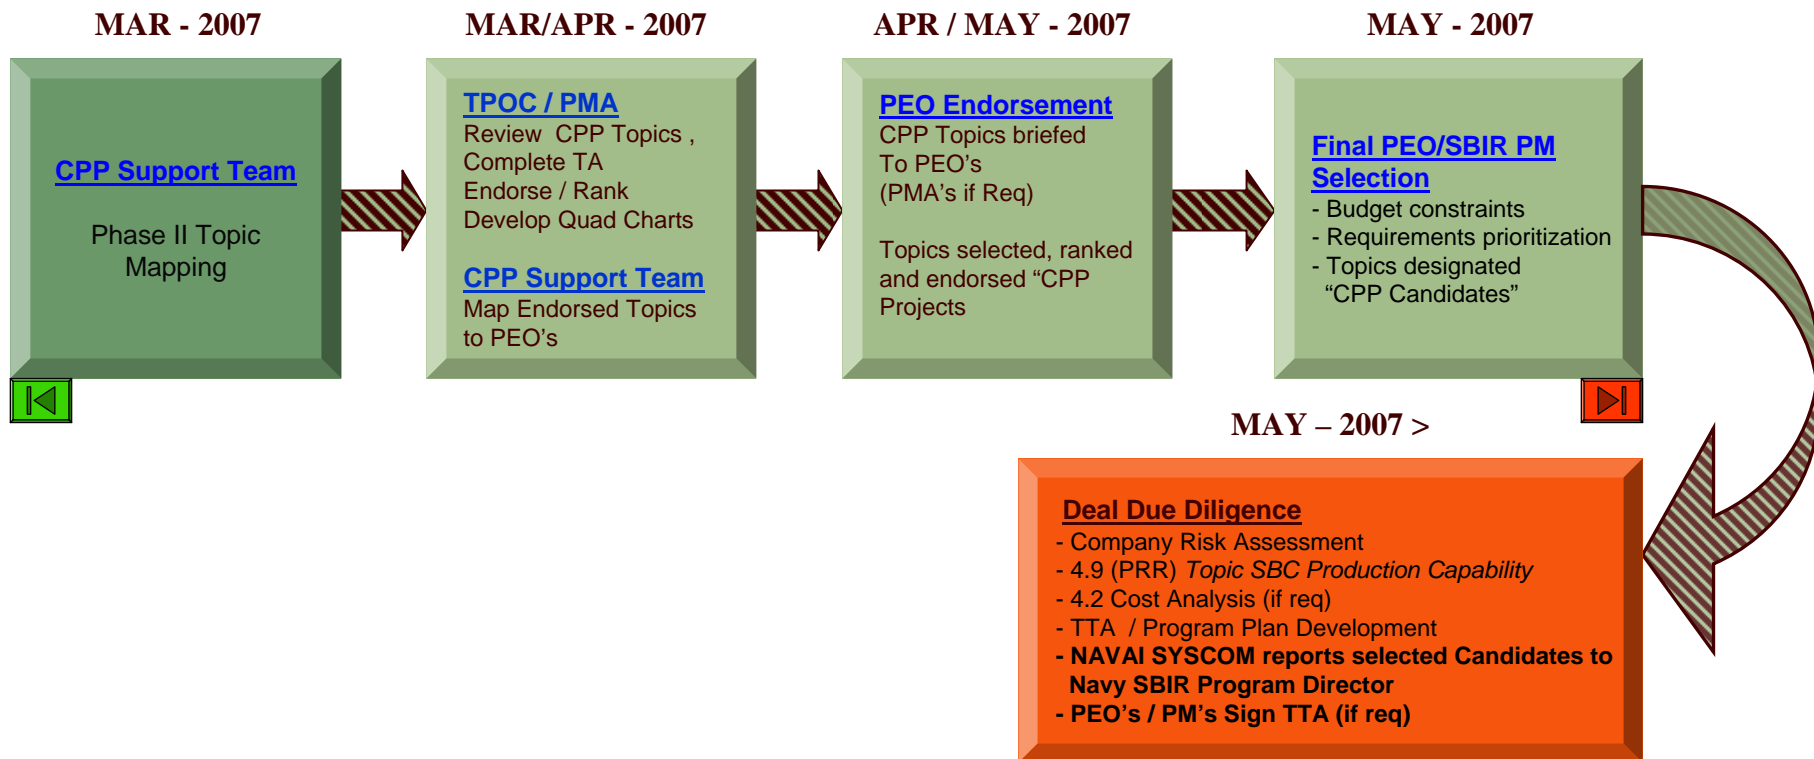 MAR - 2007
CPP Support Team
Phase II Topic
Mapping
MAR/APR - 2007
TPOC / PMA
Review  CPP Topics ,
Complete TA
Endorse / Rank
Develop Quad Charts
CPP Support Team
Map Endorsed Topics
to PEO’s
APR / MAY - 2007
PEO Endorsement
CPP Topics briefed
To PEO’s
(PMA’s if Req)
Topics selected, ranked
and endorsed “CPP
Projects
MAY - 2007
Final PEO/SBIR PM
Selection
- Budget constraints
- Requirements prioritization
- Topics designated
“CPP Candidates”
MAY – 2007 >
Deal Due Diligence
- Company Risk Assessment
- 4.9 (PRR) Topic SBC Production Capability
- 4.2 Cost Analysis (if req)
- TTA  / Program Plan Development
- NAVAI SYSCOM reports selected Candidates to
Navy SBIR Program Director
- PEO’s / PM’s Sign TTA (if req)